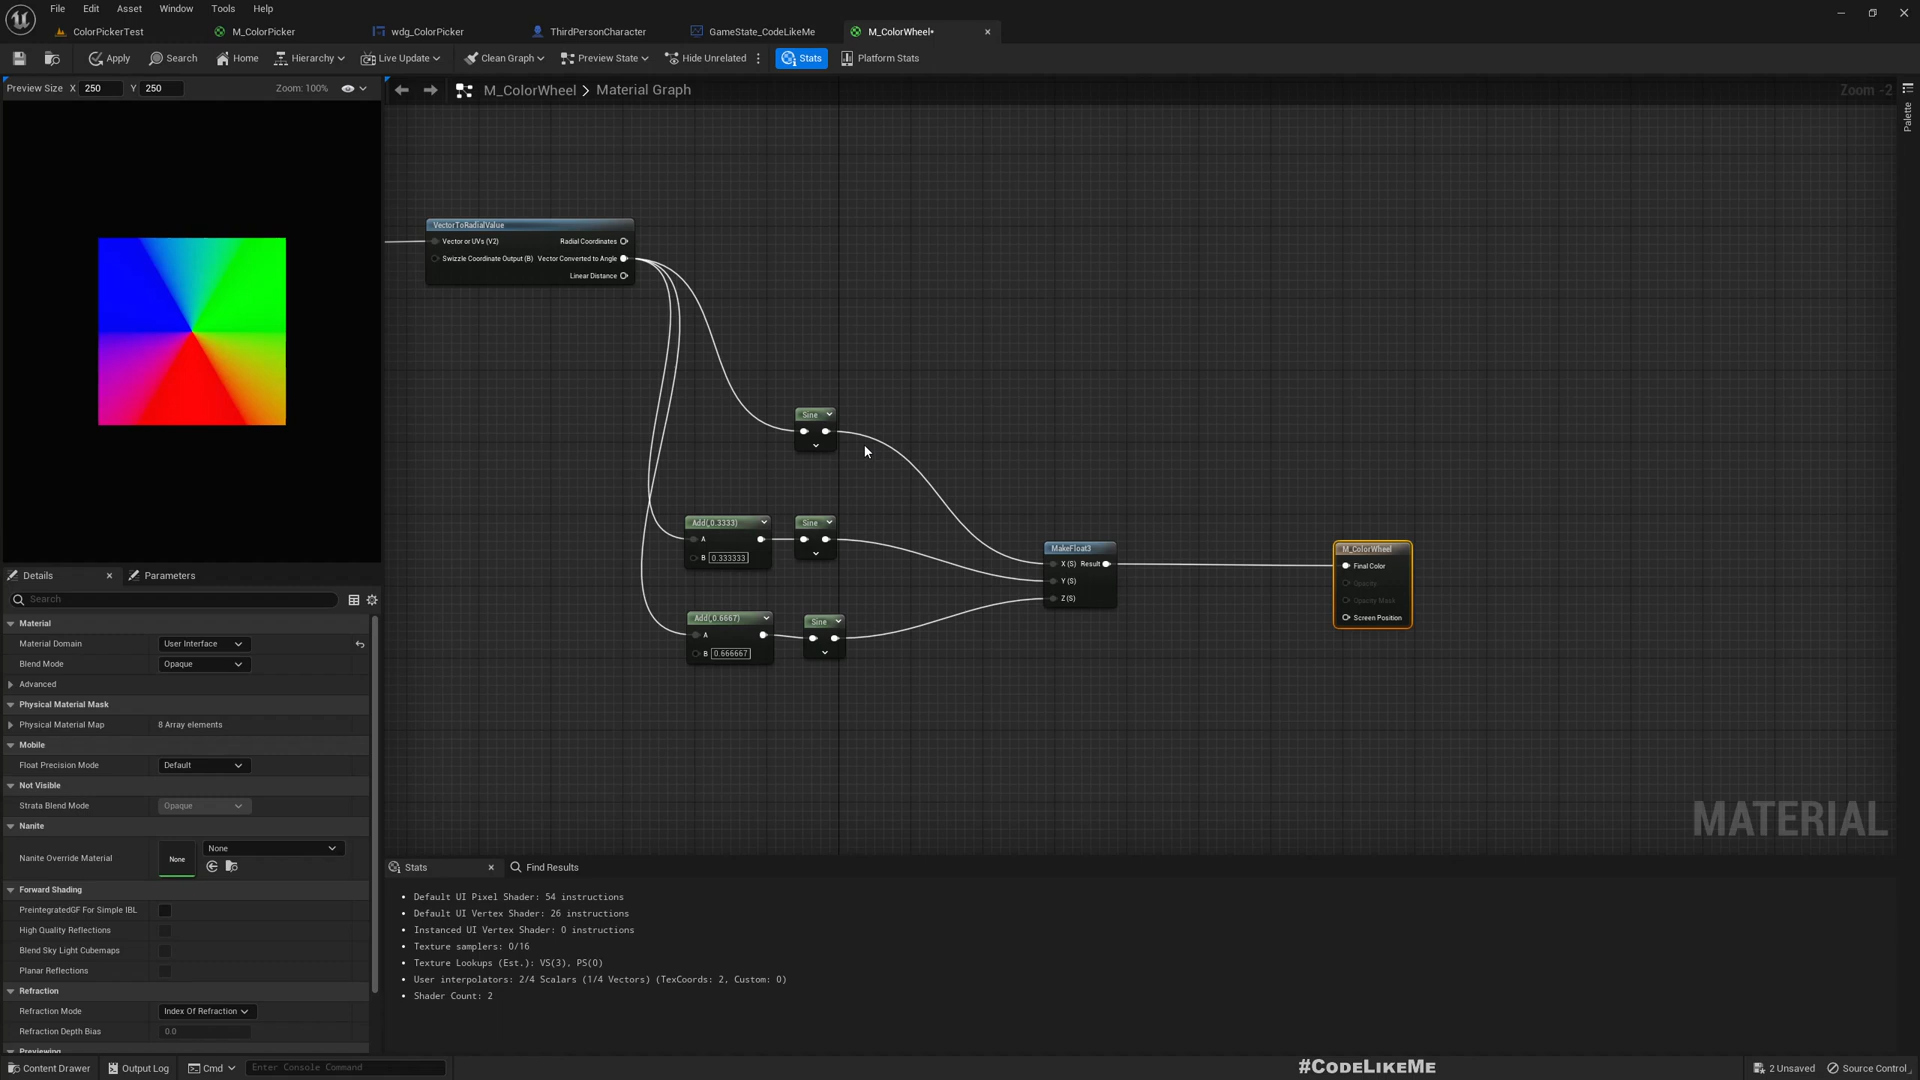 File Edit Asset Window Tools Help
ColorPickerTest M_ColorPicker wdg_ColorPicker ThirdPersonCharacter GameState_CodeLikeMe M_ColorWheel•
Apply Search Home Hierarchy Live Update Clean Graph Preview State Hide Unrelated Stats Platform Stats
Preview Size X 250 Y 250 Zoom: 100%
M_ColorWheel > Material Graph
Zoom -2
Palette
VectorToRadialValue
Vector or UVs (V2) Radial Coordinates
Swizzle Coordinate Output (B) Vector Converted to Angle
Linear Distance
Sine
Add(,0.3333)
A
B 0.333333
Sine
Add(,0.6667)
A
B 0.666667
Sine
MakeFloat3
X (S) Result
Y (S)
Z (S)
M_ColorWheel
Final Color
Opacity
Opacity Mask
Screen Position
MATERIAL
Details Parameters
Search
Material
Material Domain User Interface
Blend Mode Opaque
Advanced
Physical Material Mask
Physical Material Map 8 Array elements
Mobile
Float Precision Mode Default
Not Visible
Strata Blend Mode Opaque
Nanite
Nanite Override Material None None
Forward Shading
PreintegratedGF For Simple IBL
High Quality Reflections
Blend Sky Light Cubemaps
Planar Reflections
Refraction
Refraction Mode Index Of Refraction
Refraction Depth Bias 0.0
Previewing
Stats Find Results
• Default UI Pixel Shader: 54 instructions
• Default UI Vertex Shader: 26 instructions
• Instanced UI Vertex Shader: 0 instructions
• Texture samplers: 0/16
• Texture Lookups (Est.): VS(3), PS(0)
• User interpolators: 2/4 Scalars (1/4 Vectors) (TexCoords: 2, Custom: 0)
• Shader Count: 2
Content Drawer Output Log Cmd Enter Console Command
#CODELIKEME
2 Unsaved Source Control